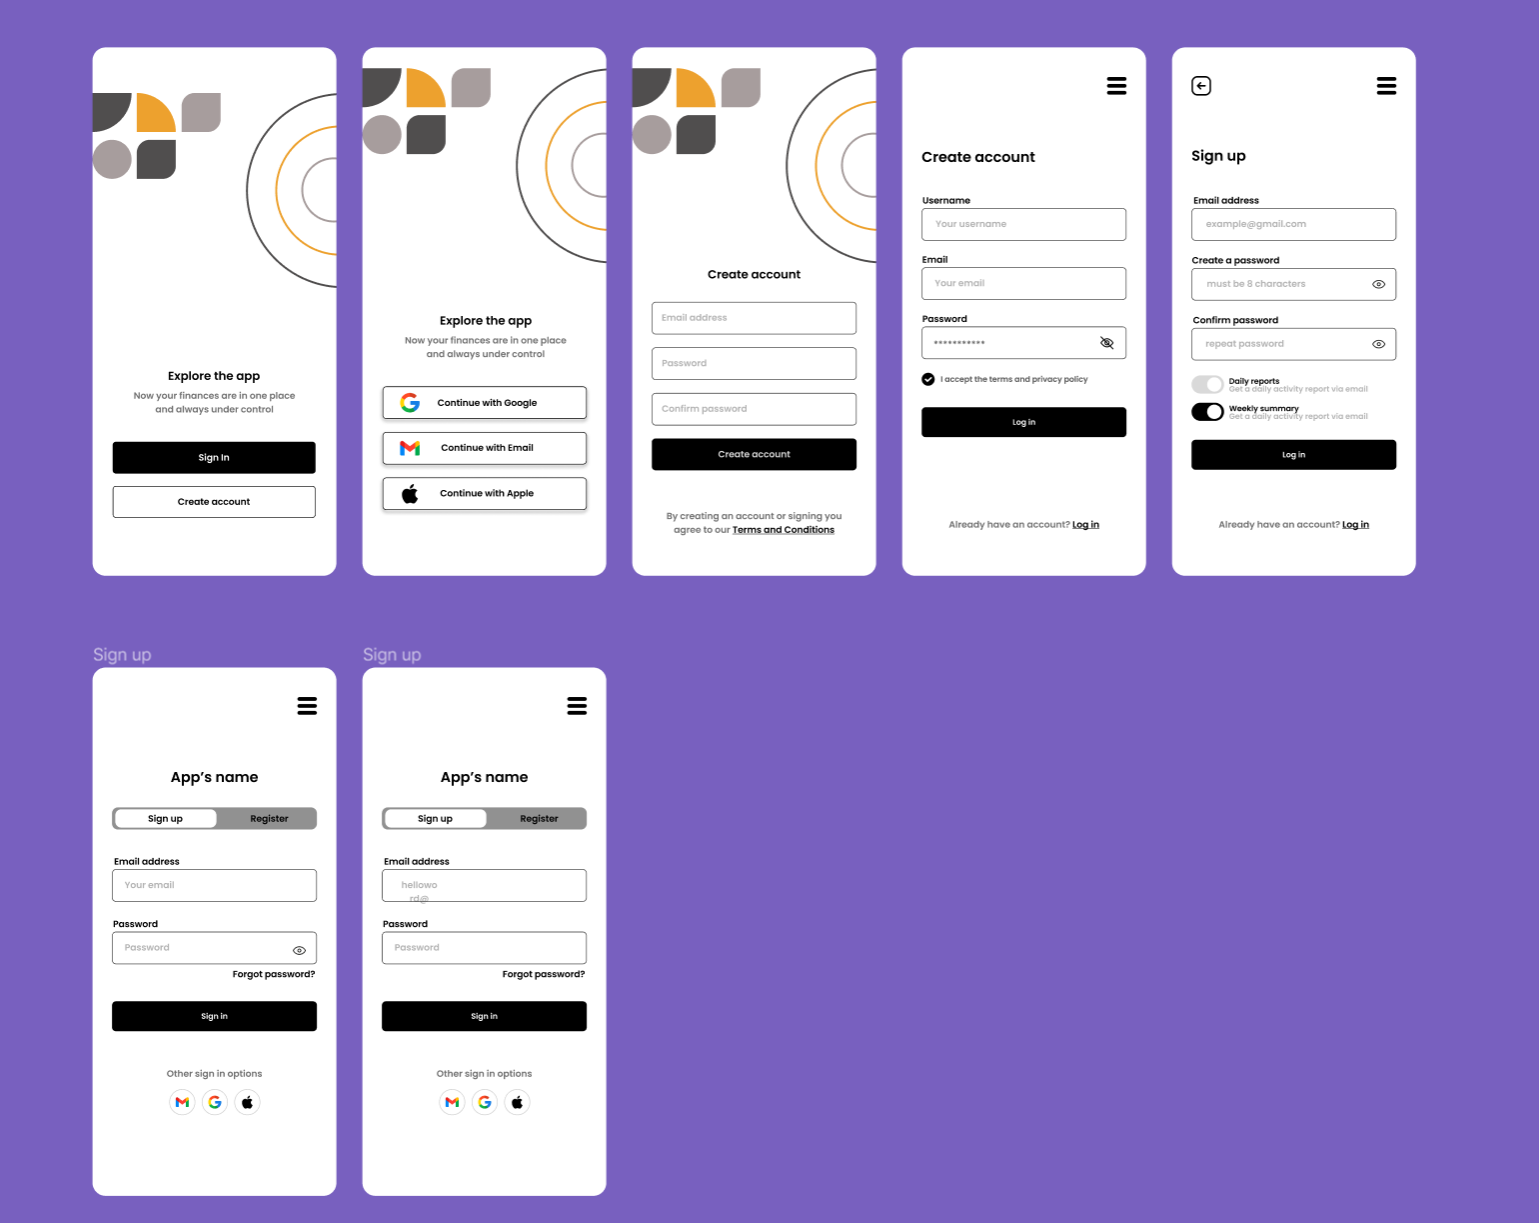 Explore the app
Now your finances are in one place
and always under control
Sign In
Create account
Explore the app
Now your finances are in one place
and always under control
Continue with Google
Continue with Email
Continue with Apple
Create account
Email address
Password
Confirm password
Create account
By creating an account or signing you
agree to our Terms and Conditions
Create account
Username
Your username
Email
Your email
Password
I accept the terms and privacy policy
Log in
Already have an account? Log in
Sign up
Email address
example@gmail.com
Create a password
must be 8 characters
Confirm password
repeat password
Daily reports
Get a daily activity report via email
Weekly summary
Get a daily activity report via email
Log in
Already have an account? Log in
Sign up
App's name
Sign up Register
Email address
Your email
Password
Password
Forgot password?
Sign in
Other sign in options
Sign up
App's name
Sign up Register
Email address
hellowo
rd@
Password
Password
Forgot password?
Sign in
Other sign in options